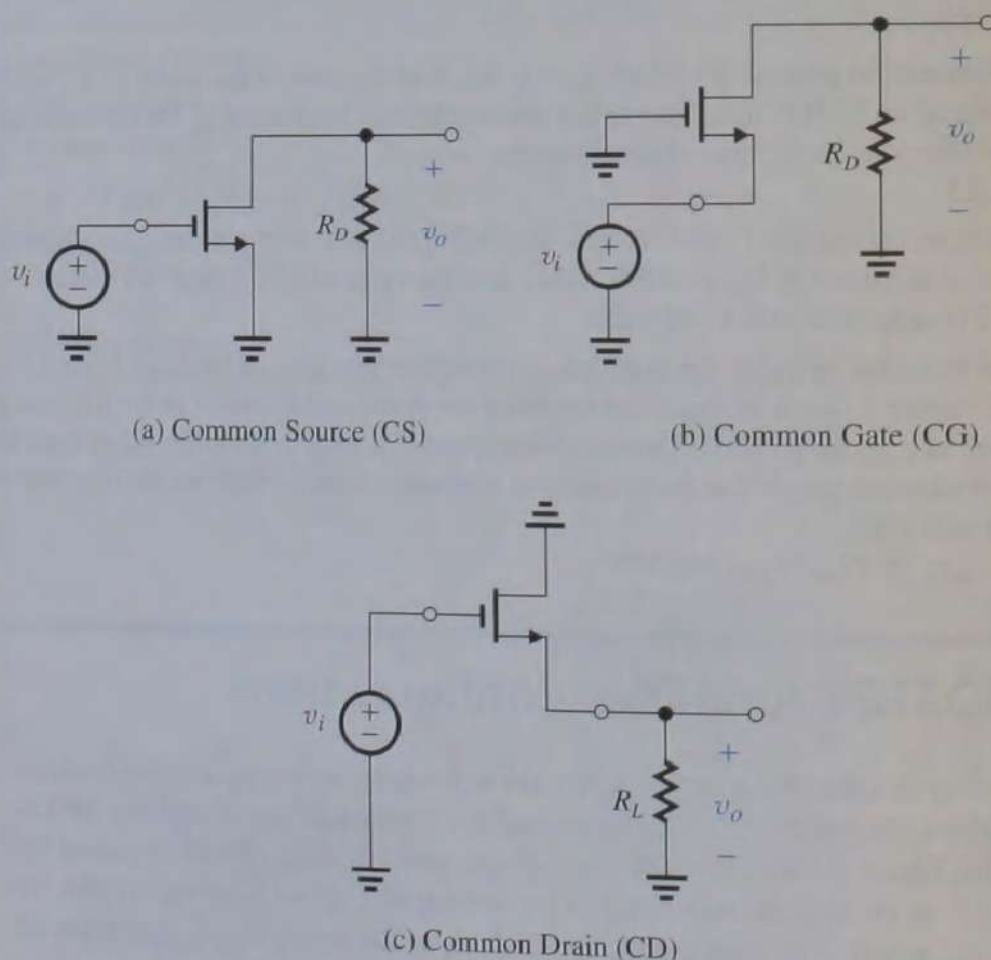 +
R_D
v_o
−
+
v_i
−
(a) Common Source (CS)
+
R_D
v_o
−
+
v_i
−
(b) Common Gate (CG)
+
v_i
−
+
R_L
v_o
−
(c) Common Drain (CD)